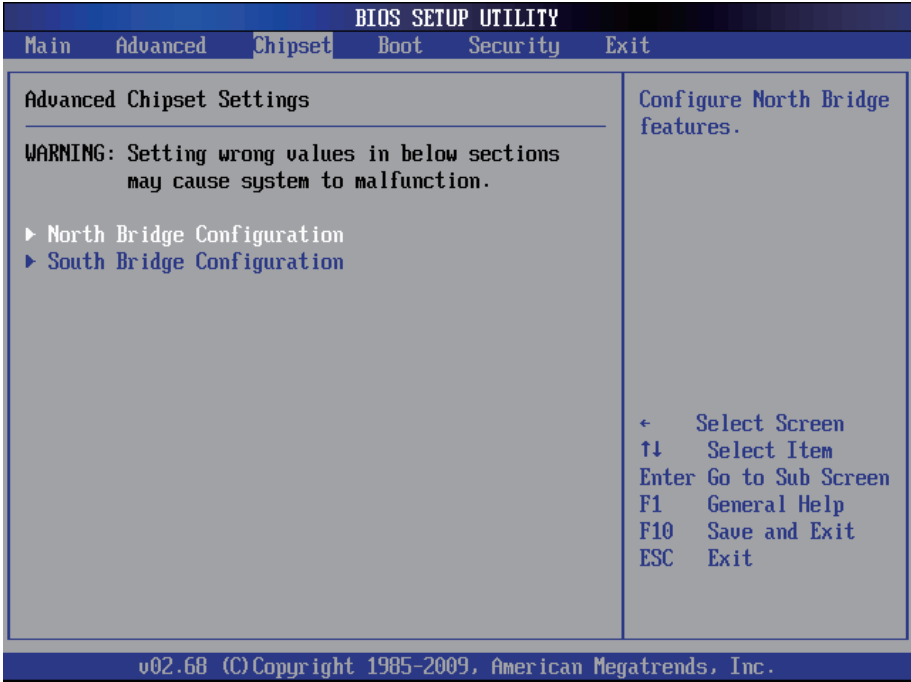 BIOS SETUP UTILITY
Main Advanced Chipset Boot Security Exit
Advanced Chipset Settings
WARNING: Setting wrong values in below sections
may cause system to malfunction.
▶ North Bridge Configuration
▶ South Bridge Configuration
Configure North Bridge
features.
← Select Screen
↑↓ Select Item
Enter Go to Sub Screen
F1 General Help
F10 Save and Exit
ESC Exit
v02.68 (C)Copyright 1985-2009, American Megatrends, Inc.